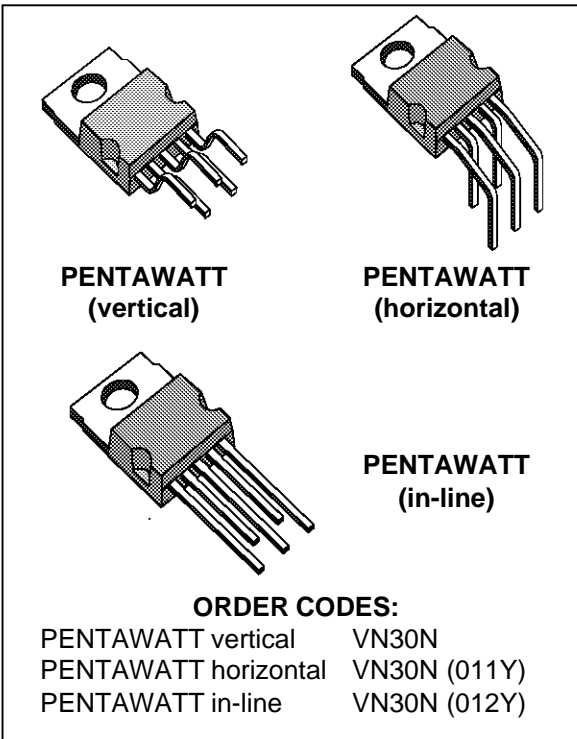 PENTAWATT
(vertical)
PENTAWATT
(horizontal)
PENTAWATT
(in-line)
ORDER CODES:
PENTAWATT vertical VN30N
PENTAWATT horizontal VN30N (011Y)
PENTAWATT in-line VN30N (012Y)